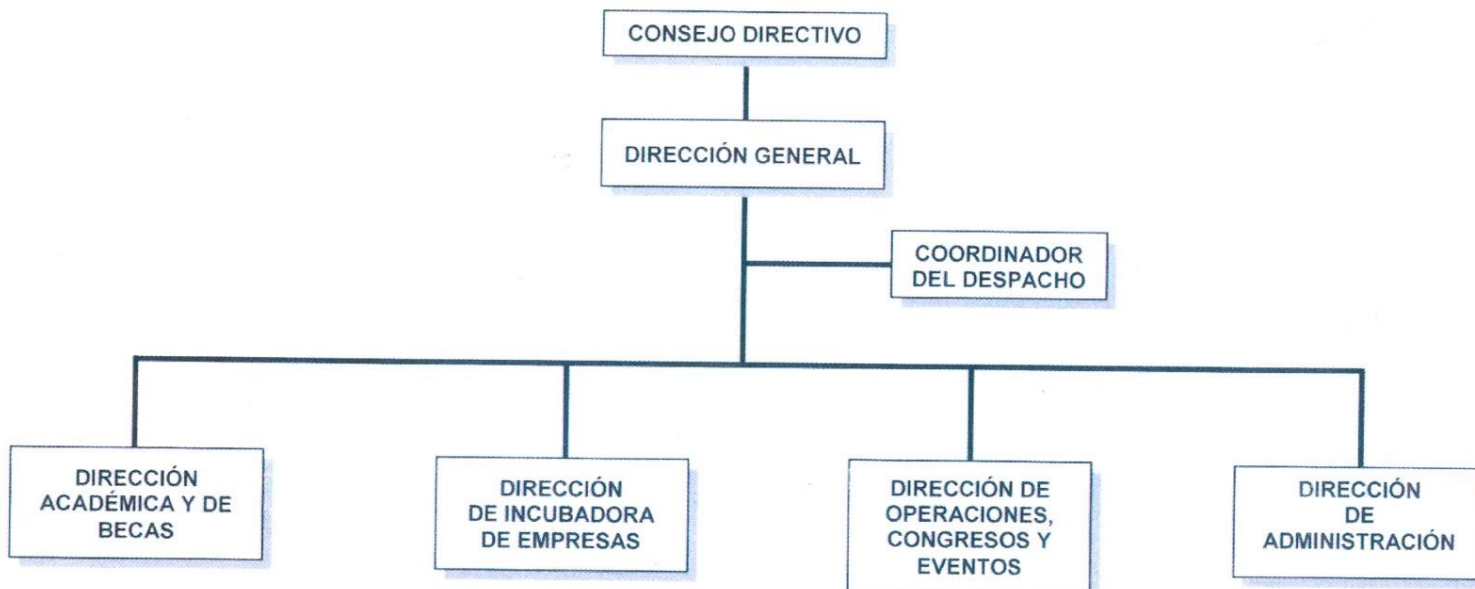 CONSEJO DIRECTIVO
DIRECCIÓN GENERAL
COORDINADOR
DEL DESPACHO
DIRECCIÓN
ACADÉMICA Y DE
BECAS
DIRECCIÓN
DE INCUBADORA
DE EMPRESAS
DIRECCIÓN DE
OPERACIONES,
CONGRESOS Y
EVENTOS
DIRECCIÓN
DE
ADMINISTRACIÓN